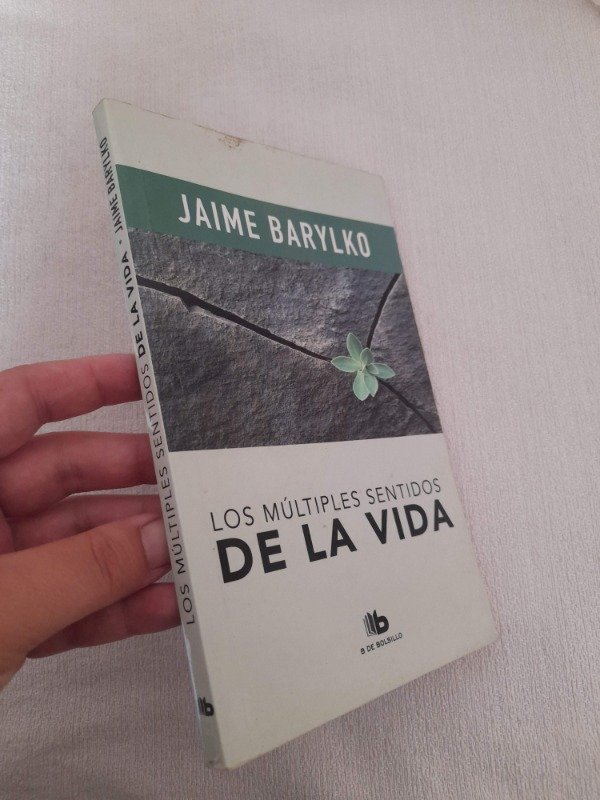 JAIME BARYLKO
LOS MÚLTIPLES SENTIDOS
DE LA VIDA
b
B DE BOLSILLO
LOS MÚLTIPLES SENTIDOS DE LA VIDA • JAIME BARYLKO
b